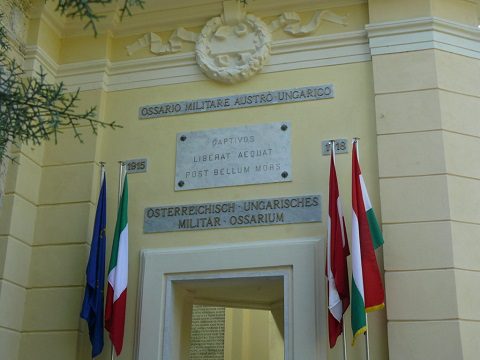 OSSARIO MILITARE AUSTRO UNGARICO
1915
1918
CAPTIVOS
LIBERAT AEQUAT
POST BELLUM MORS
ÖSTERREICHISCH - UNGARISCHES
MILITÄR - OSSARIUM